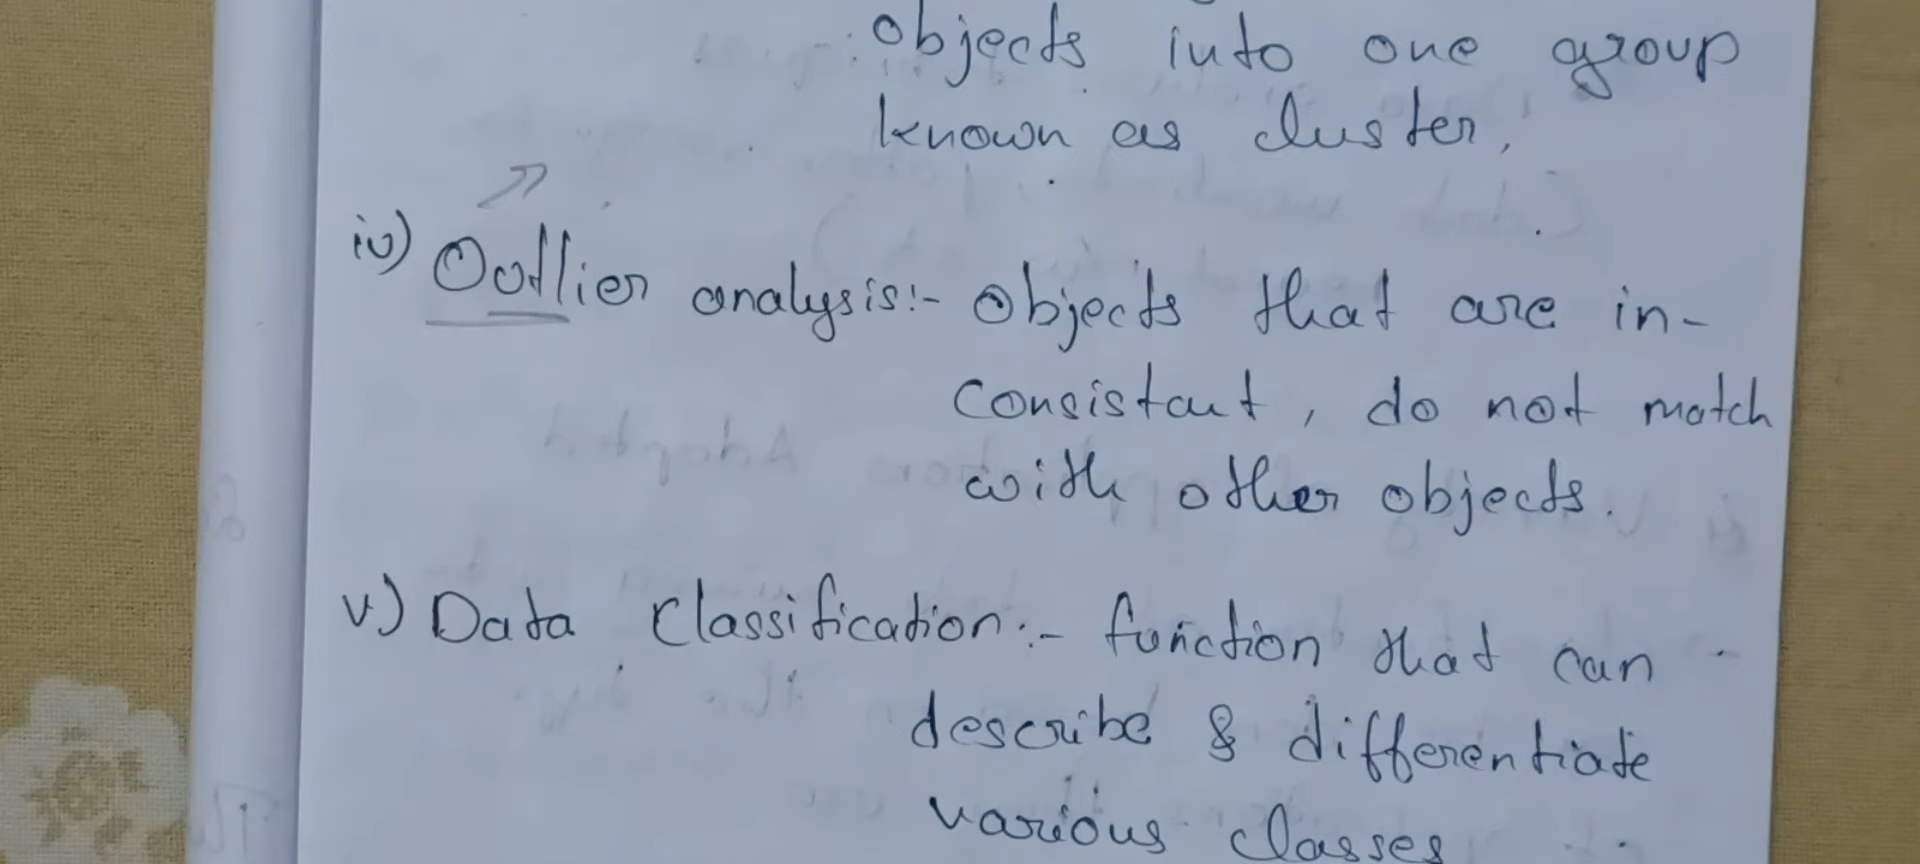 objects into one group
known as cluster.
iv) Outlier analysis:- Objects that are in-
consistant, do not match
with other objects.
v) Data Classification:- function that can
describe & differentiate
various classes